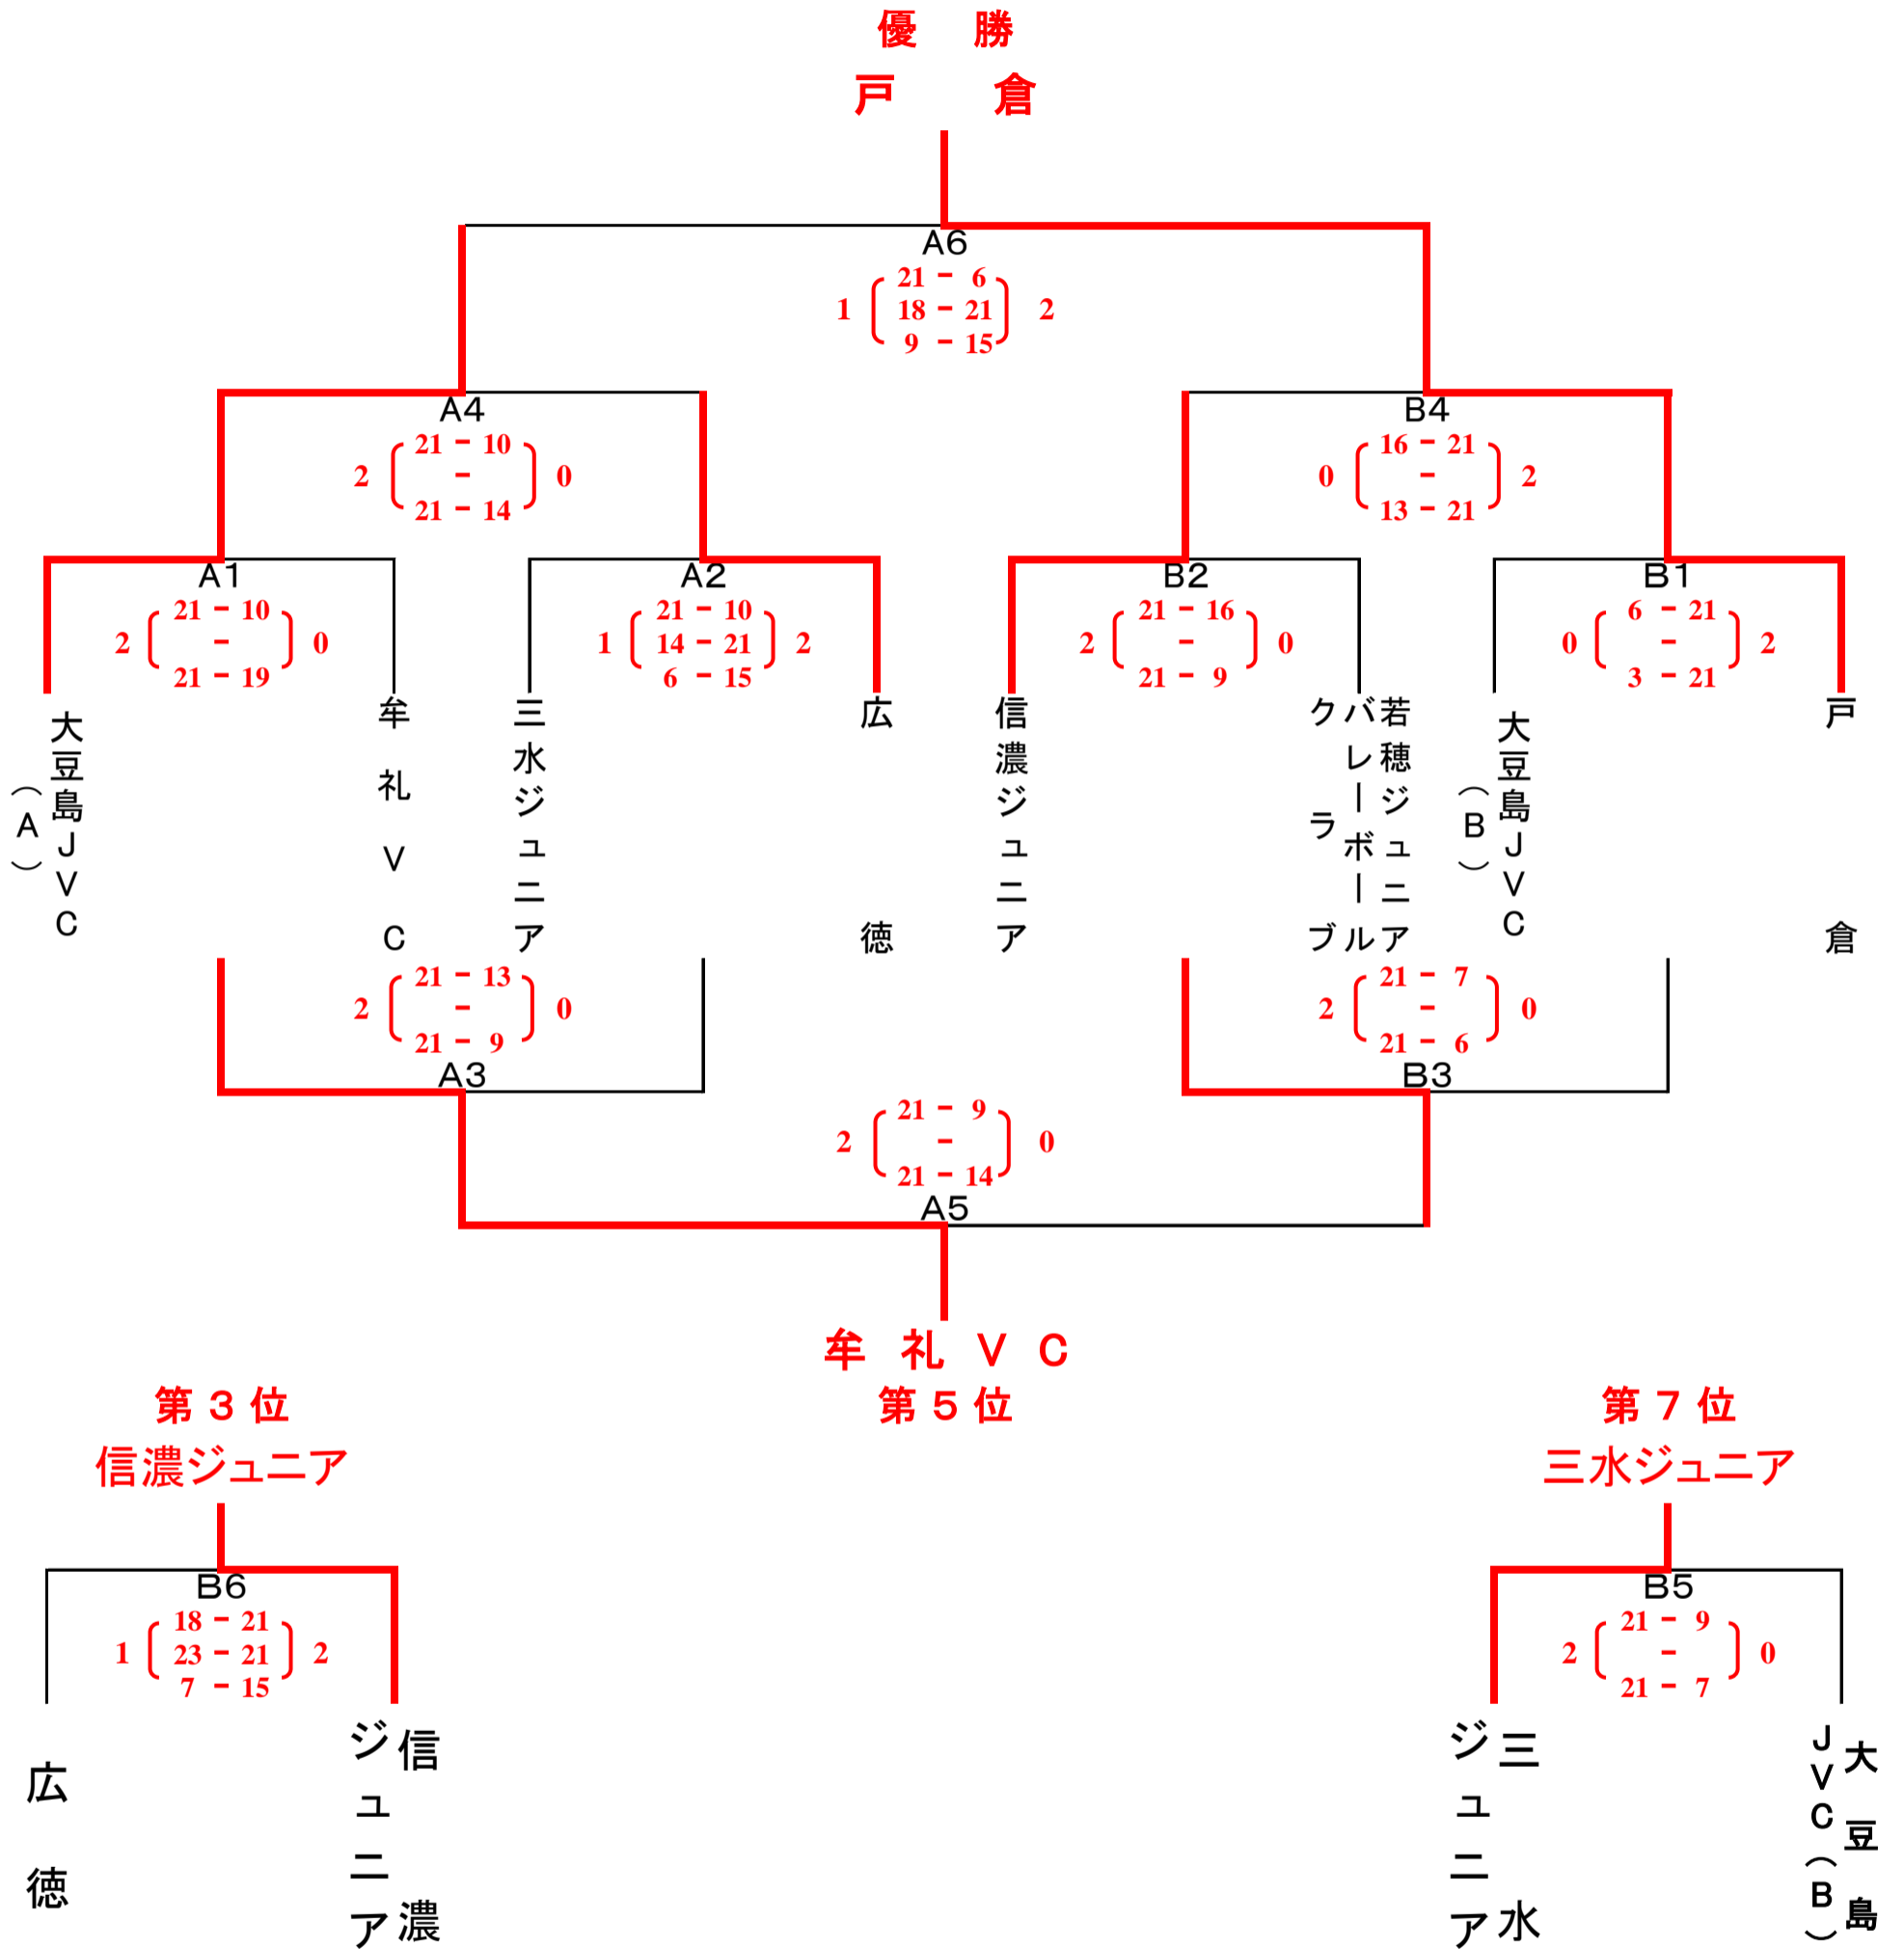 優　勝
戸　倉
A6
1 21 - 6 2
18 - 21
9 - 15
A4
2 21 - 10 0
-
21 - 14
B4
0 16 - 21 2
-
13 - 21
A1
2 21 - 10 0
-
21 - 19
A2
1 21 - 10 2
14 - 21
6 - 15
B2
2 21 - 16 0
-
21 - 9
B1
0 6 - 21 2
-
3 - 21
大豆島JVC
（A）
牟礼VC
三水ジュニア
広徳
信濃ジュニア
若穂ジュニア
バレーボール
クラブ
大豆島JVC
（B）
戸倉
2 21 - 13 0
-
21 - 9
A3
2 21 - 7 0
-
21 - 6
B3
2 21 - 9 0
-
21 - 14
A5
牟礼VC
第3位
第5位
第7位
信濃ジュニア
三水ジュニア
B6
1 18 - 21 2
23 - 21
7 - 15
B5
2 21 - 9 0
-
21 - 7
広徳
信濃
ジュニア
三水
ジュニア
大豆島
JVC（B）